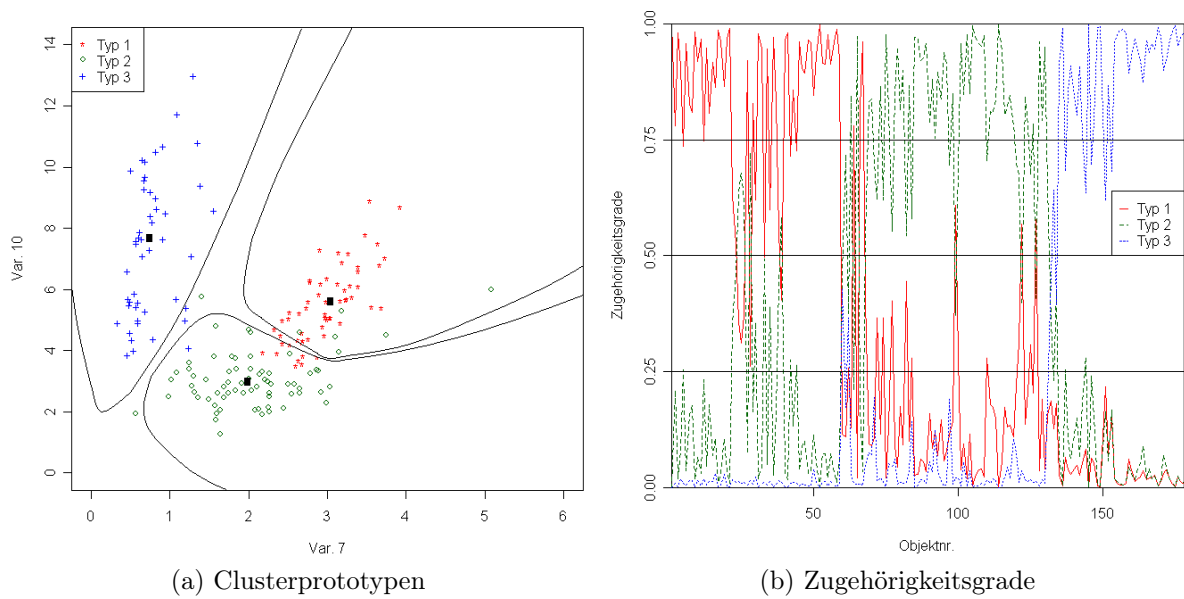 Typ 1
Typ 2
Typ 3
14
12
10
8
6
4
2
0
Var. 10
0
1
2
3
4
5
6
Var. 7
(a) Clusterprototypen
1.00
0.75
0.50
0.25
0.00
Zugehörigkeitsgrade
Typ 1
Typ 2
Typ 3
50
100
150
Objektnr.
(b) Zugehörigkeitsgrade